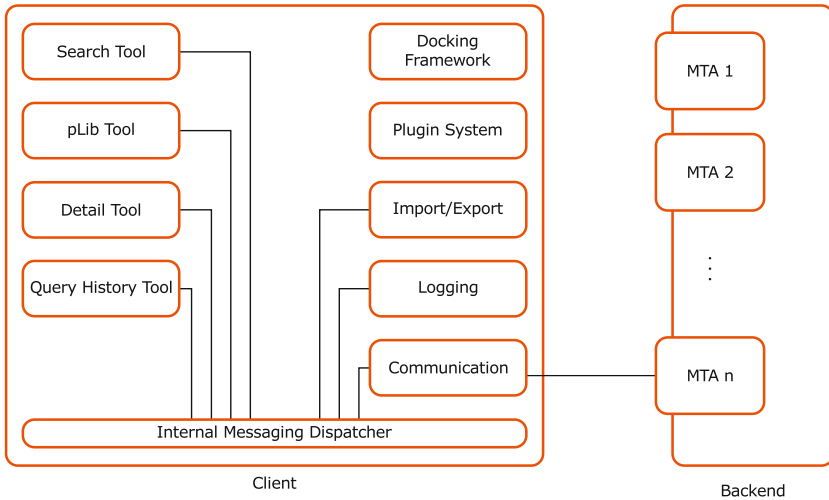 Search Tool
pLib Tool
Detail Tool
Query History Tool
Docking
Framework
Plugin System
Import/Export
Logging
Communication
Internal Messaging Dispatcher
Client
MTA 1
MTA 2
⋮
MTA n
Backend